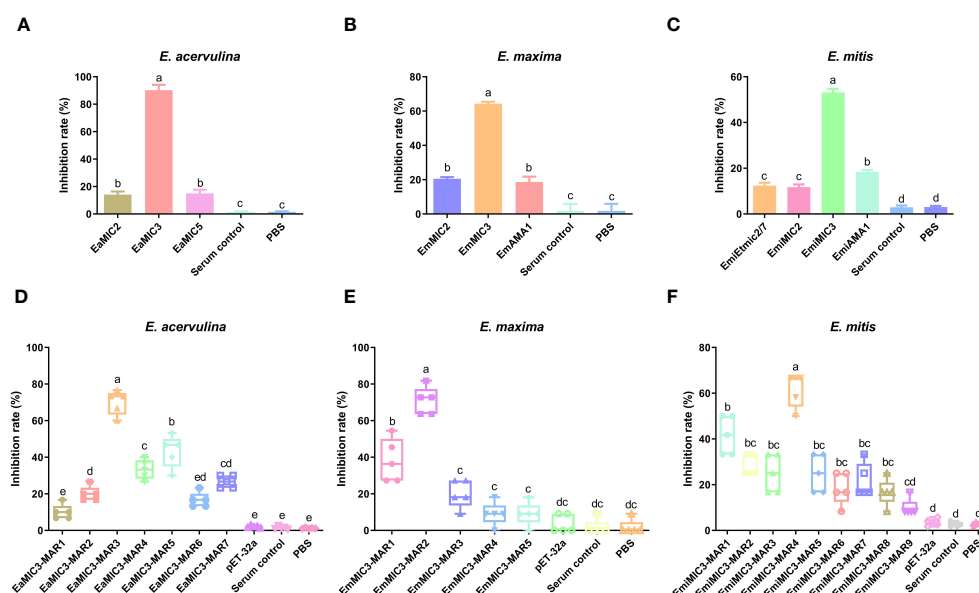 A
E. acervulina
Inhibition rate (%)
100
80
60
40
20
0
b
a
b
c
c
EaMIC2
EaMIC3
EaMIC5
Serum control
PBS
B
E. maxima
Inhibition rate (%)
80
60
40
20
0
b
a
b
c
c
EmMIC2
EmMIC3
EmAMA1
Serum control
PBS
C
E. mitis
Inhibition rate (%)
60
40
20
0
c
c
a
b
d
d
EmiEtmic2/7
EmiMIC2
EmiMIC3
EmiAMA1
Serum control
PBS
D
E. acervulina
Inhibition rate (%)
100
80
60
40
20
0
e
d
a
c
b
ed
cd
e
e
e
EaMIC3-MAR1
EaMIC3-MAR2
EaMIC3-MAR3
EaMIC3-MAR4
EaMIC3-MAR5
EaMIC3-MAR6
EaMIC3-MAR7
pET-32a
Serum control
PBS
E
E. maxima
Inhibition rate (%)
100
80
60
40
20
0
b
a
c
c
c
dc
dc
dc
EmMIC3-MAR1
EmMIC3-MAR2
EmMIC3-MAR3
EmMIC3-MAR4
EmMIC3-MAR5
pET-32a
Serum control
PBS
F
E. mitis
Inhibition rate (%)
80
60
40
20
0
b
bc
bc
a
bc
bc
bc
bc
cd
d
d
EmiMIC3-MAR1
EmiMIC3-MAR2
EmiMIC3-MAR3
EmiMIC3-MAR4
EmiMIC3-MAR5
EmiMIC3-MAR6
EmiMIC3-MAR7
EmiMIC3-MAR8
EmiMIC3-MAR9
pET-32a
Serum control
PBS